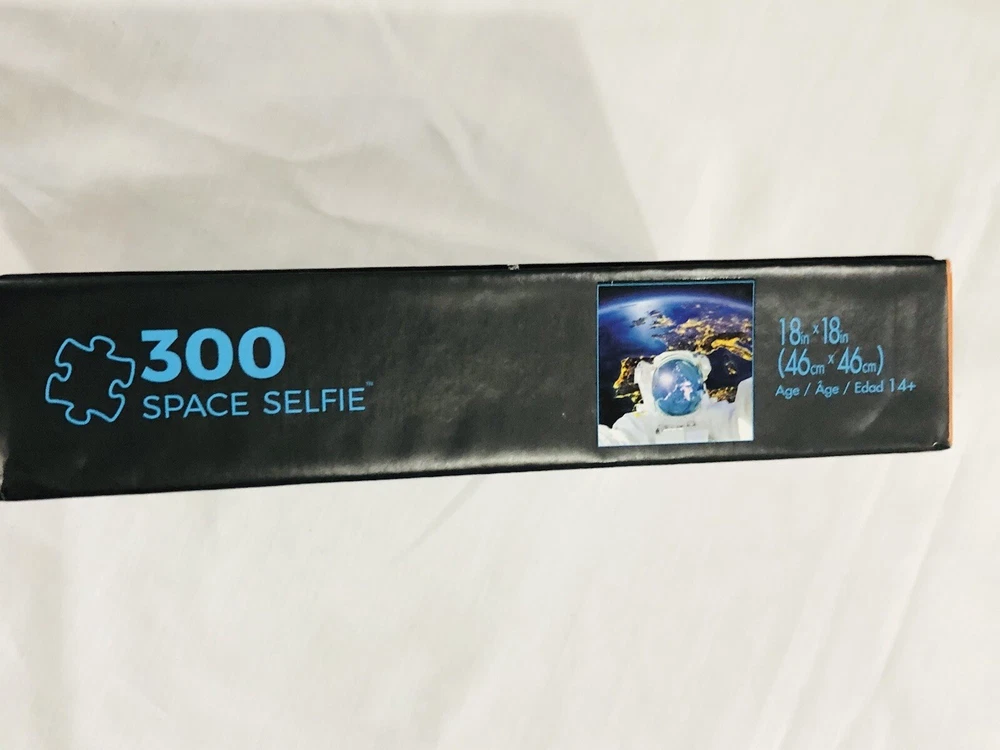 300
SPACE SELFIE™
18in x 18in
(46cm x 46cm)
Age / Âge / Edad 14+